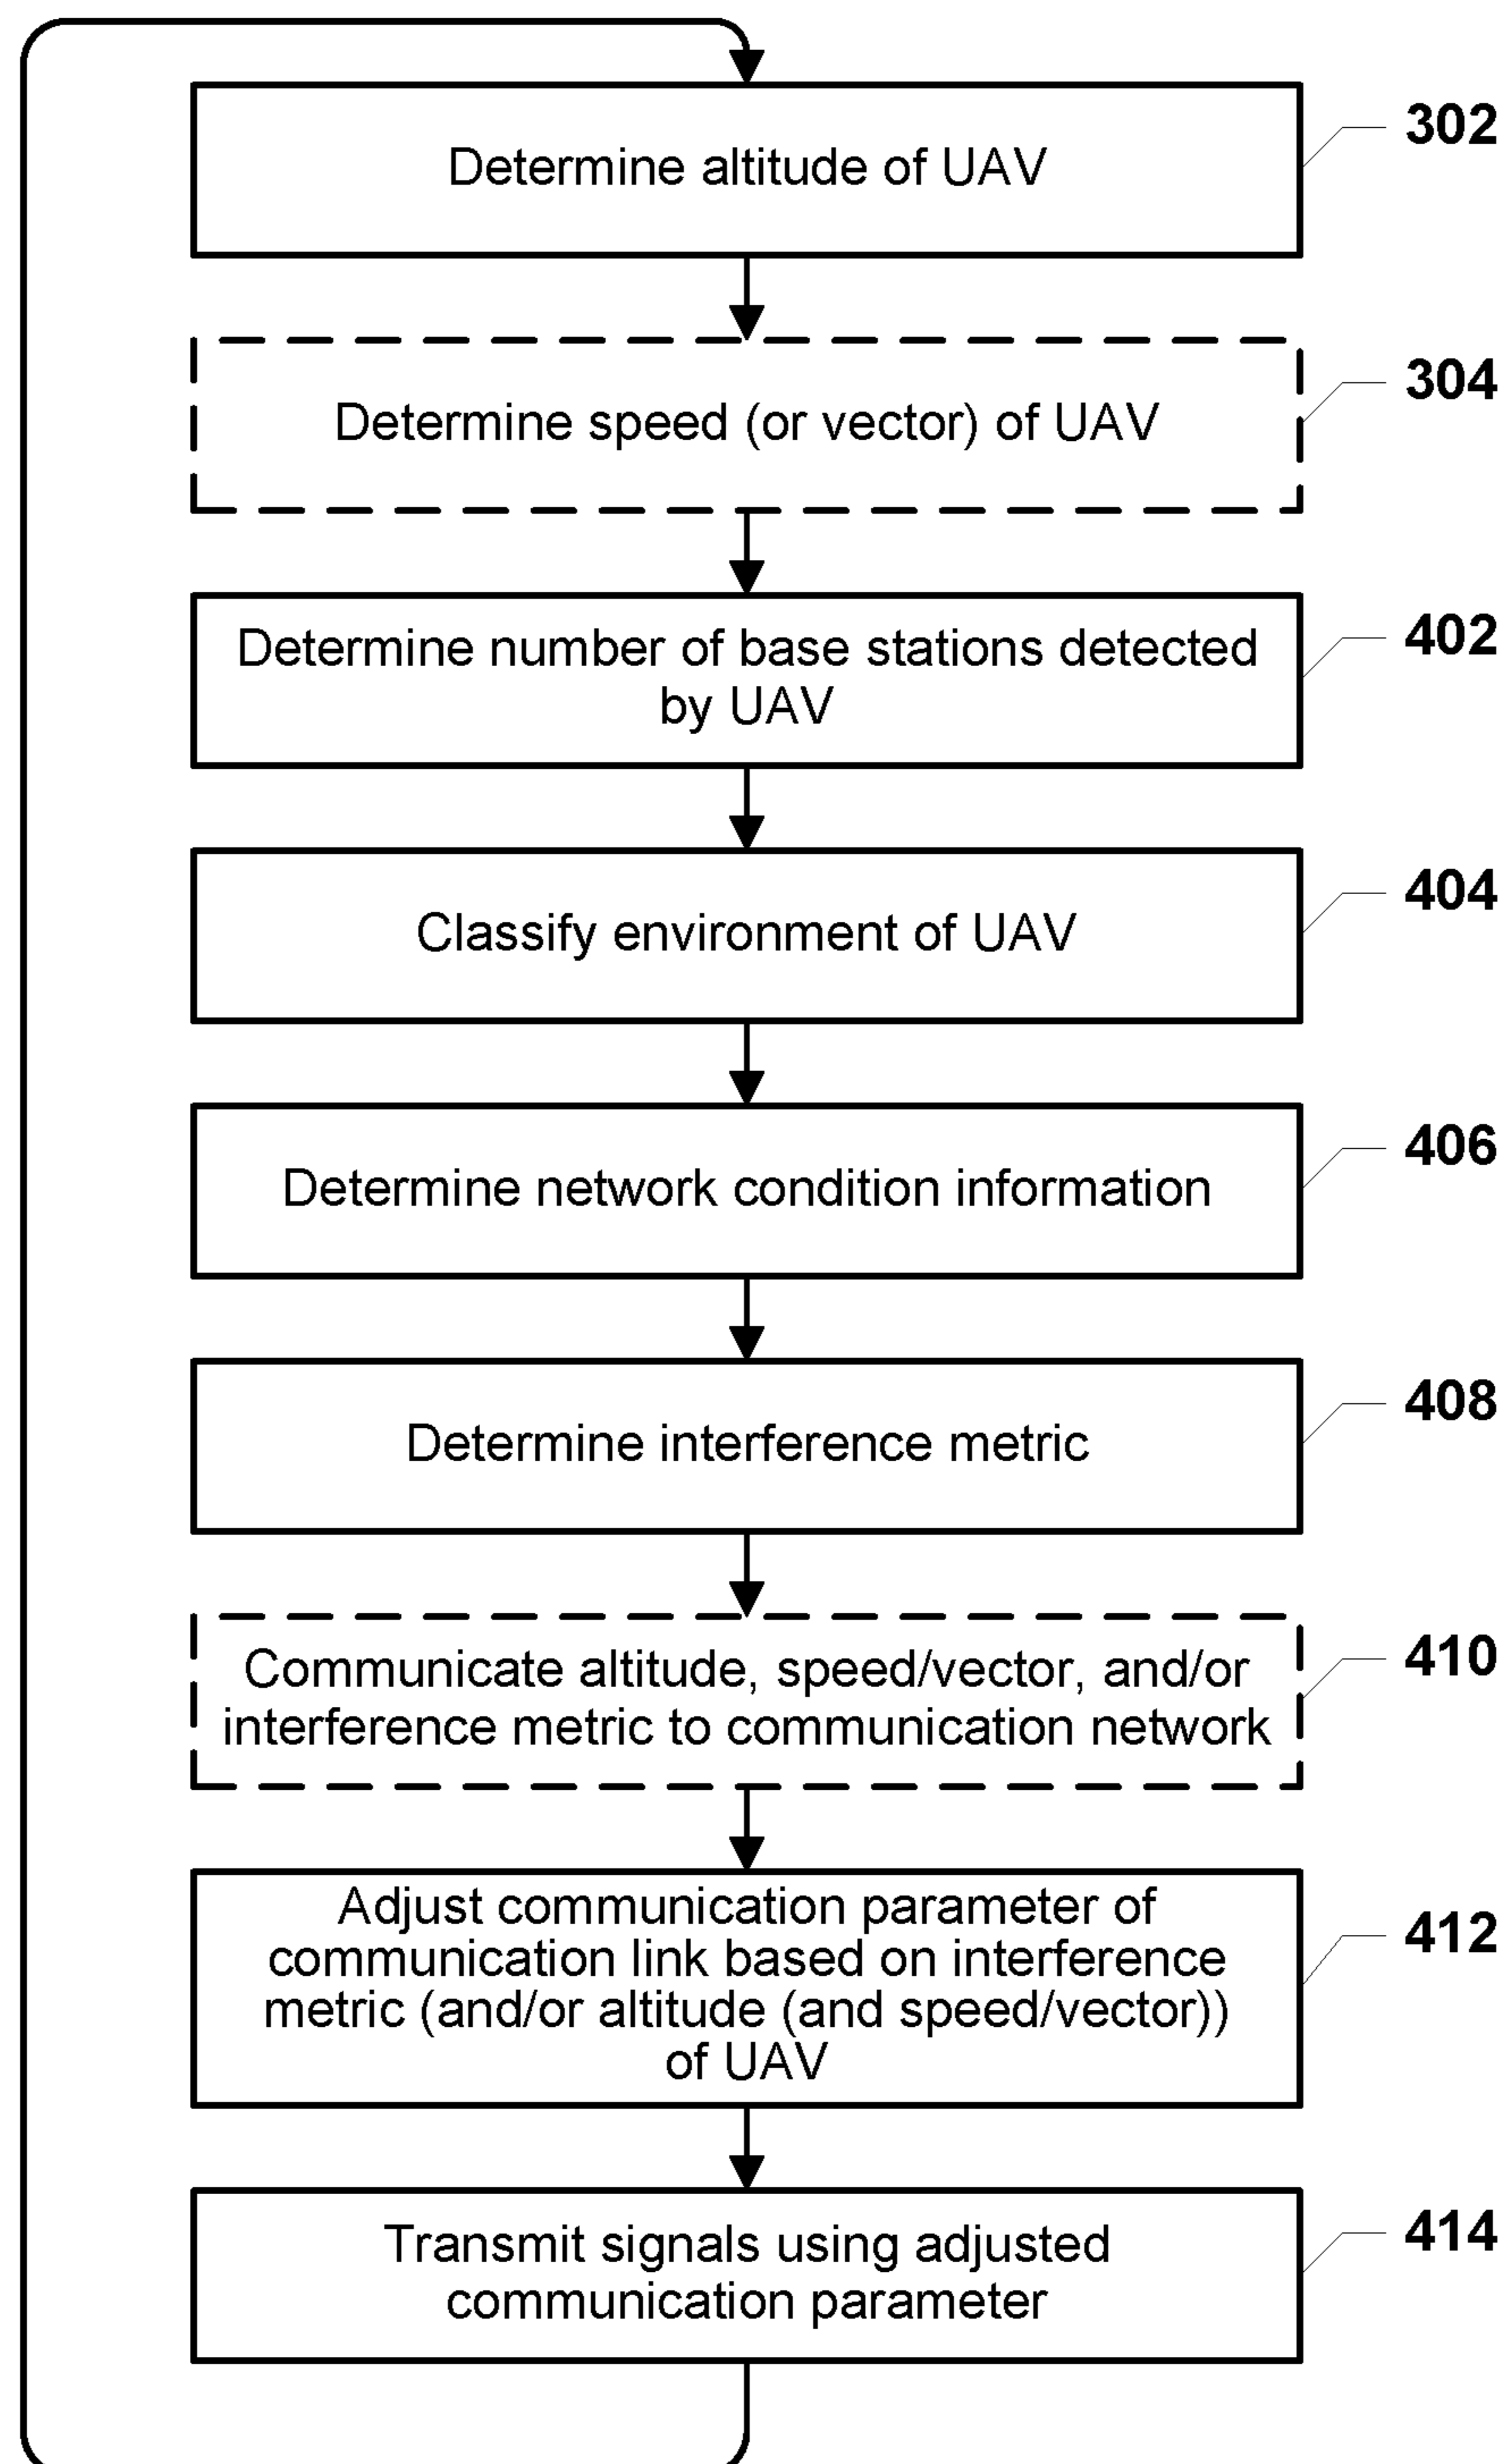 Determine altitude of UAV
302
Determine speed (or vector) of UAV
304
Determine number of base stations detected
by UAV
402
Classify environment of UAV
404
Determine network condition information
406
Determine interference metric
408
Communicate altitude, speed/vector, and/or
interference metric to communication network
410
Adjust communication parameter of
communication link based on interference
metric (and/or altitude (and speed/vector))
of UAV
412
Transmit signals using adjusted
communication parameter
414